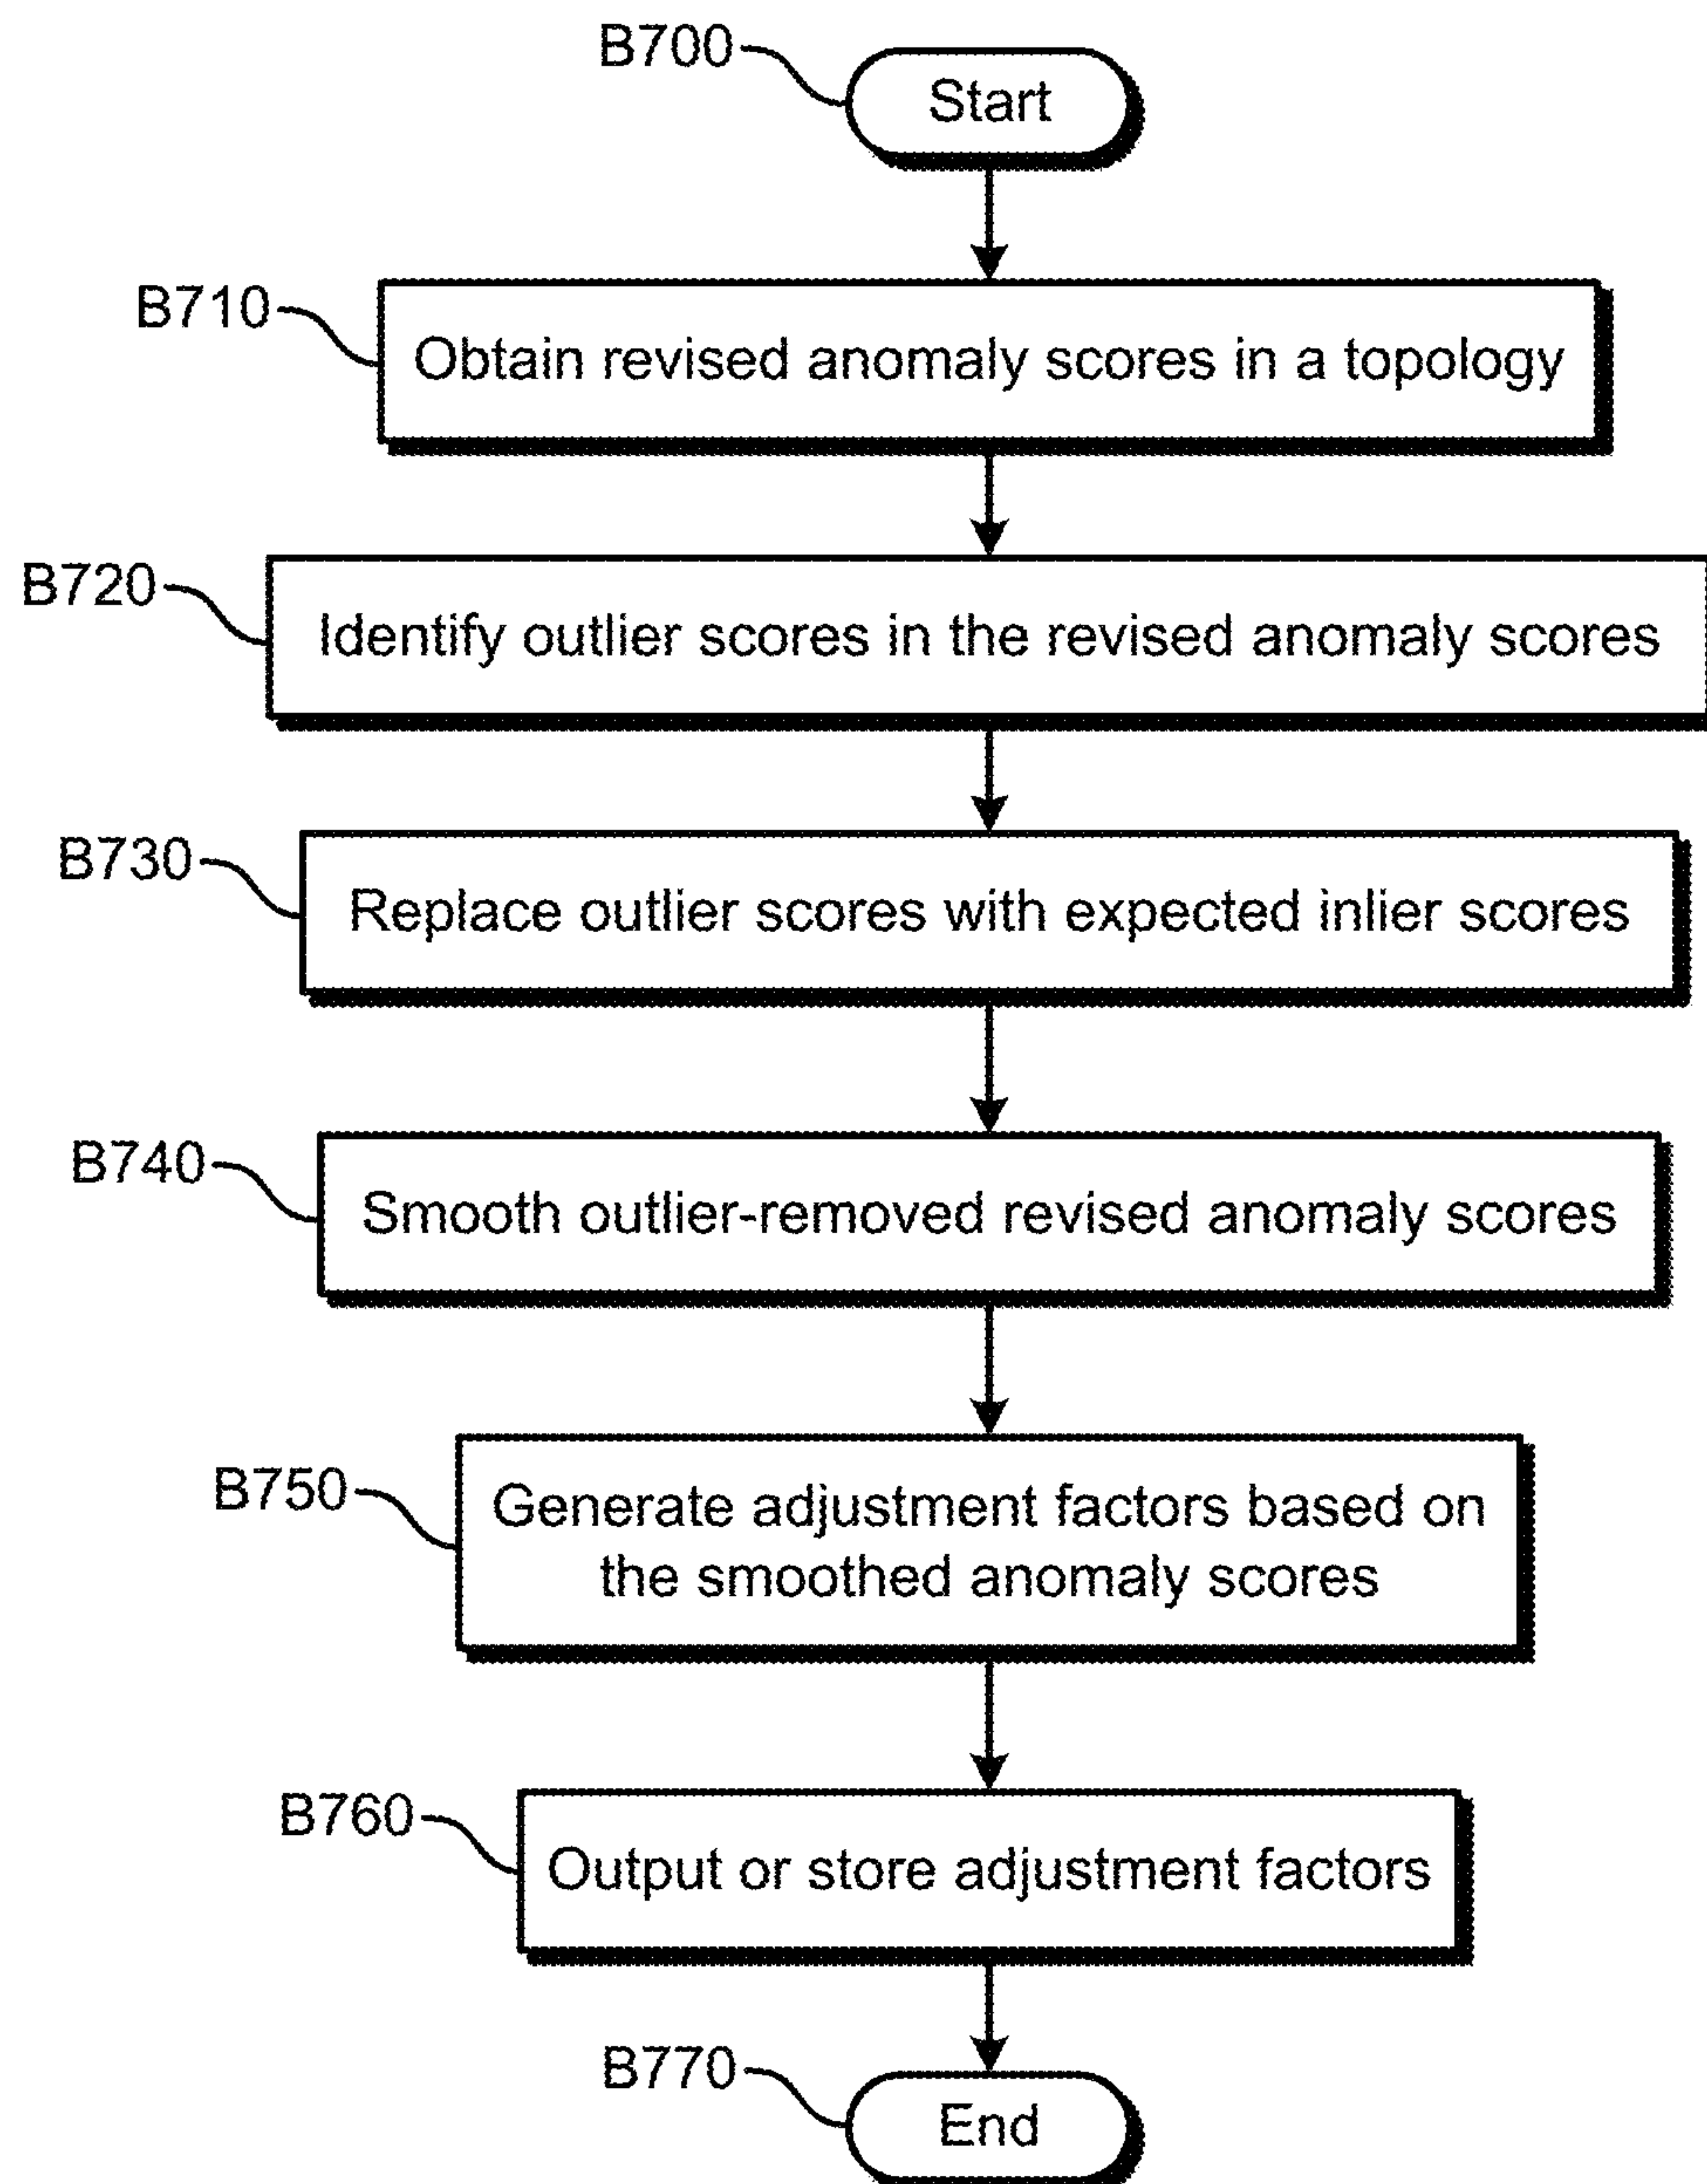 B700
Start
B710
Obtain revised anomaly scores in a topology
B720
Identify outlier scores in the revised anomaly scores
B730
Replace outlier scores with expected inlier scores
B740
Smooth outlier-removed revised anomaly scores
B750
Generate adjustment factors based on
the smoothed anomaly scores
B760
Output or store adjustment factors
B770
End